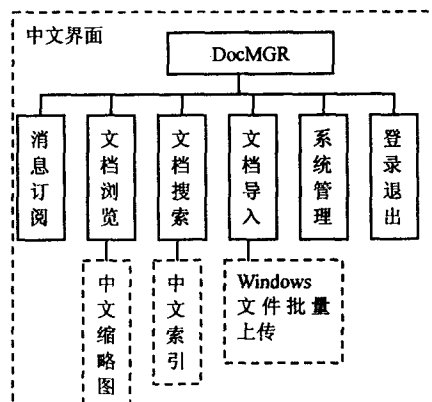 中文界面
DocMGR
消息订阅
文档浏览
文档搜索
文档导入
系统管理
登录退出
中文缩略图
中文索引
Windows
文件批量
上传